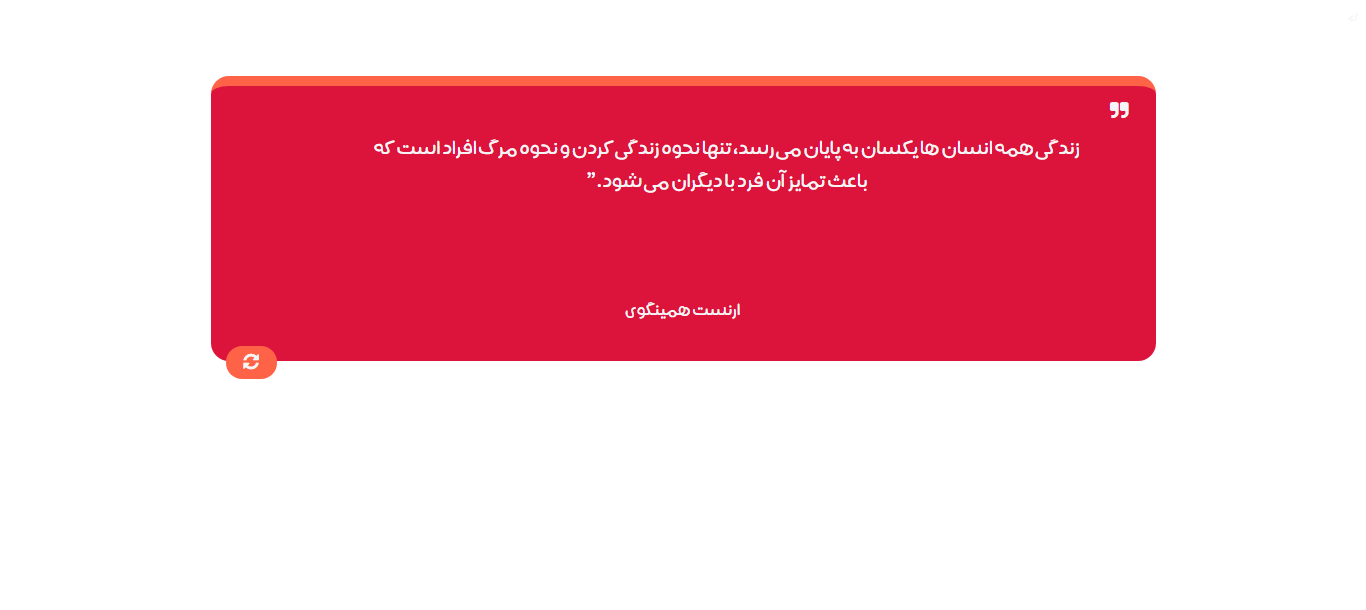 زندگی همه انسان ها یکسان به پایان می رسد، تنها نحوه زندگی کردن و نحوه مرگ افراد است که
باعث تمایز آن فرد با دیگران می شود. ”
ارنست همینگوی